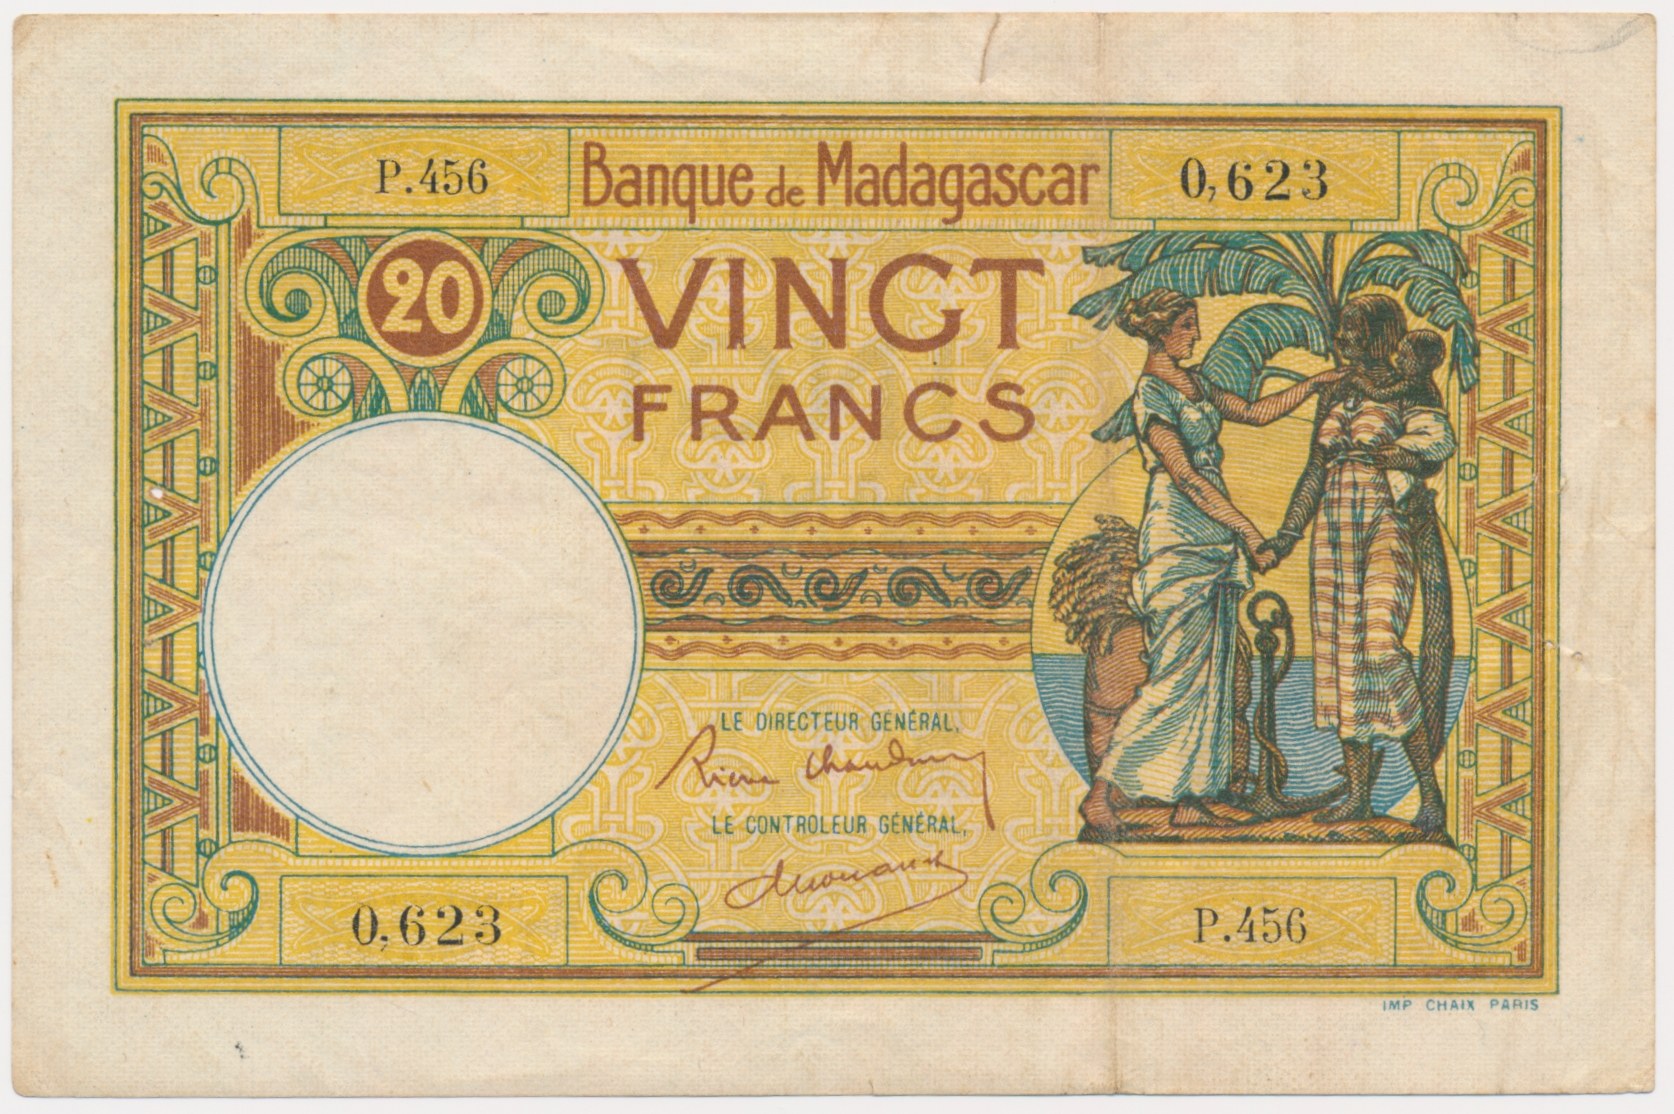 P.456 Banque de Madagascar 0,623
20
VINGT
FRANCS
LE DIRECTEUR GÉNÉRAL,
LE CONTROLEUR GÉNÉRAL,
0,623 P.456
IMP CHAIX PARIS